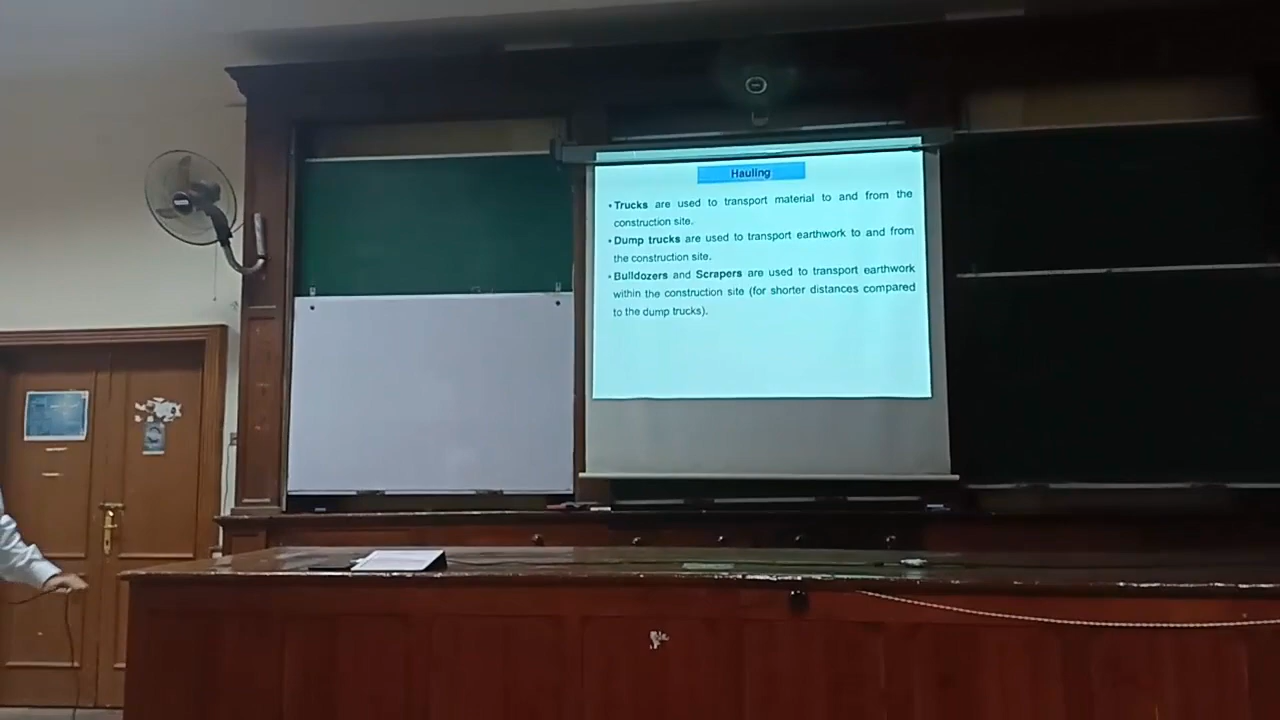 Hauling
• Trucks are used to transport material to and from the
construction site.
• Dump trucks are used to transport earthwork to and from
the construction site.
• Bulldozers and Scrapers are used to transport earthwork
within the construction site (for shorter distances compared
to the dump trucks).